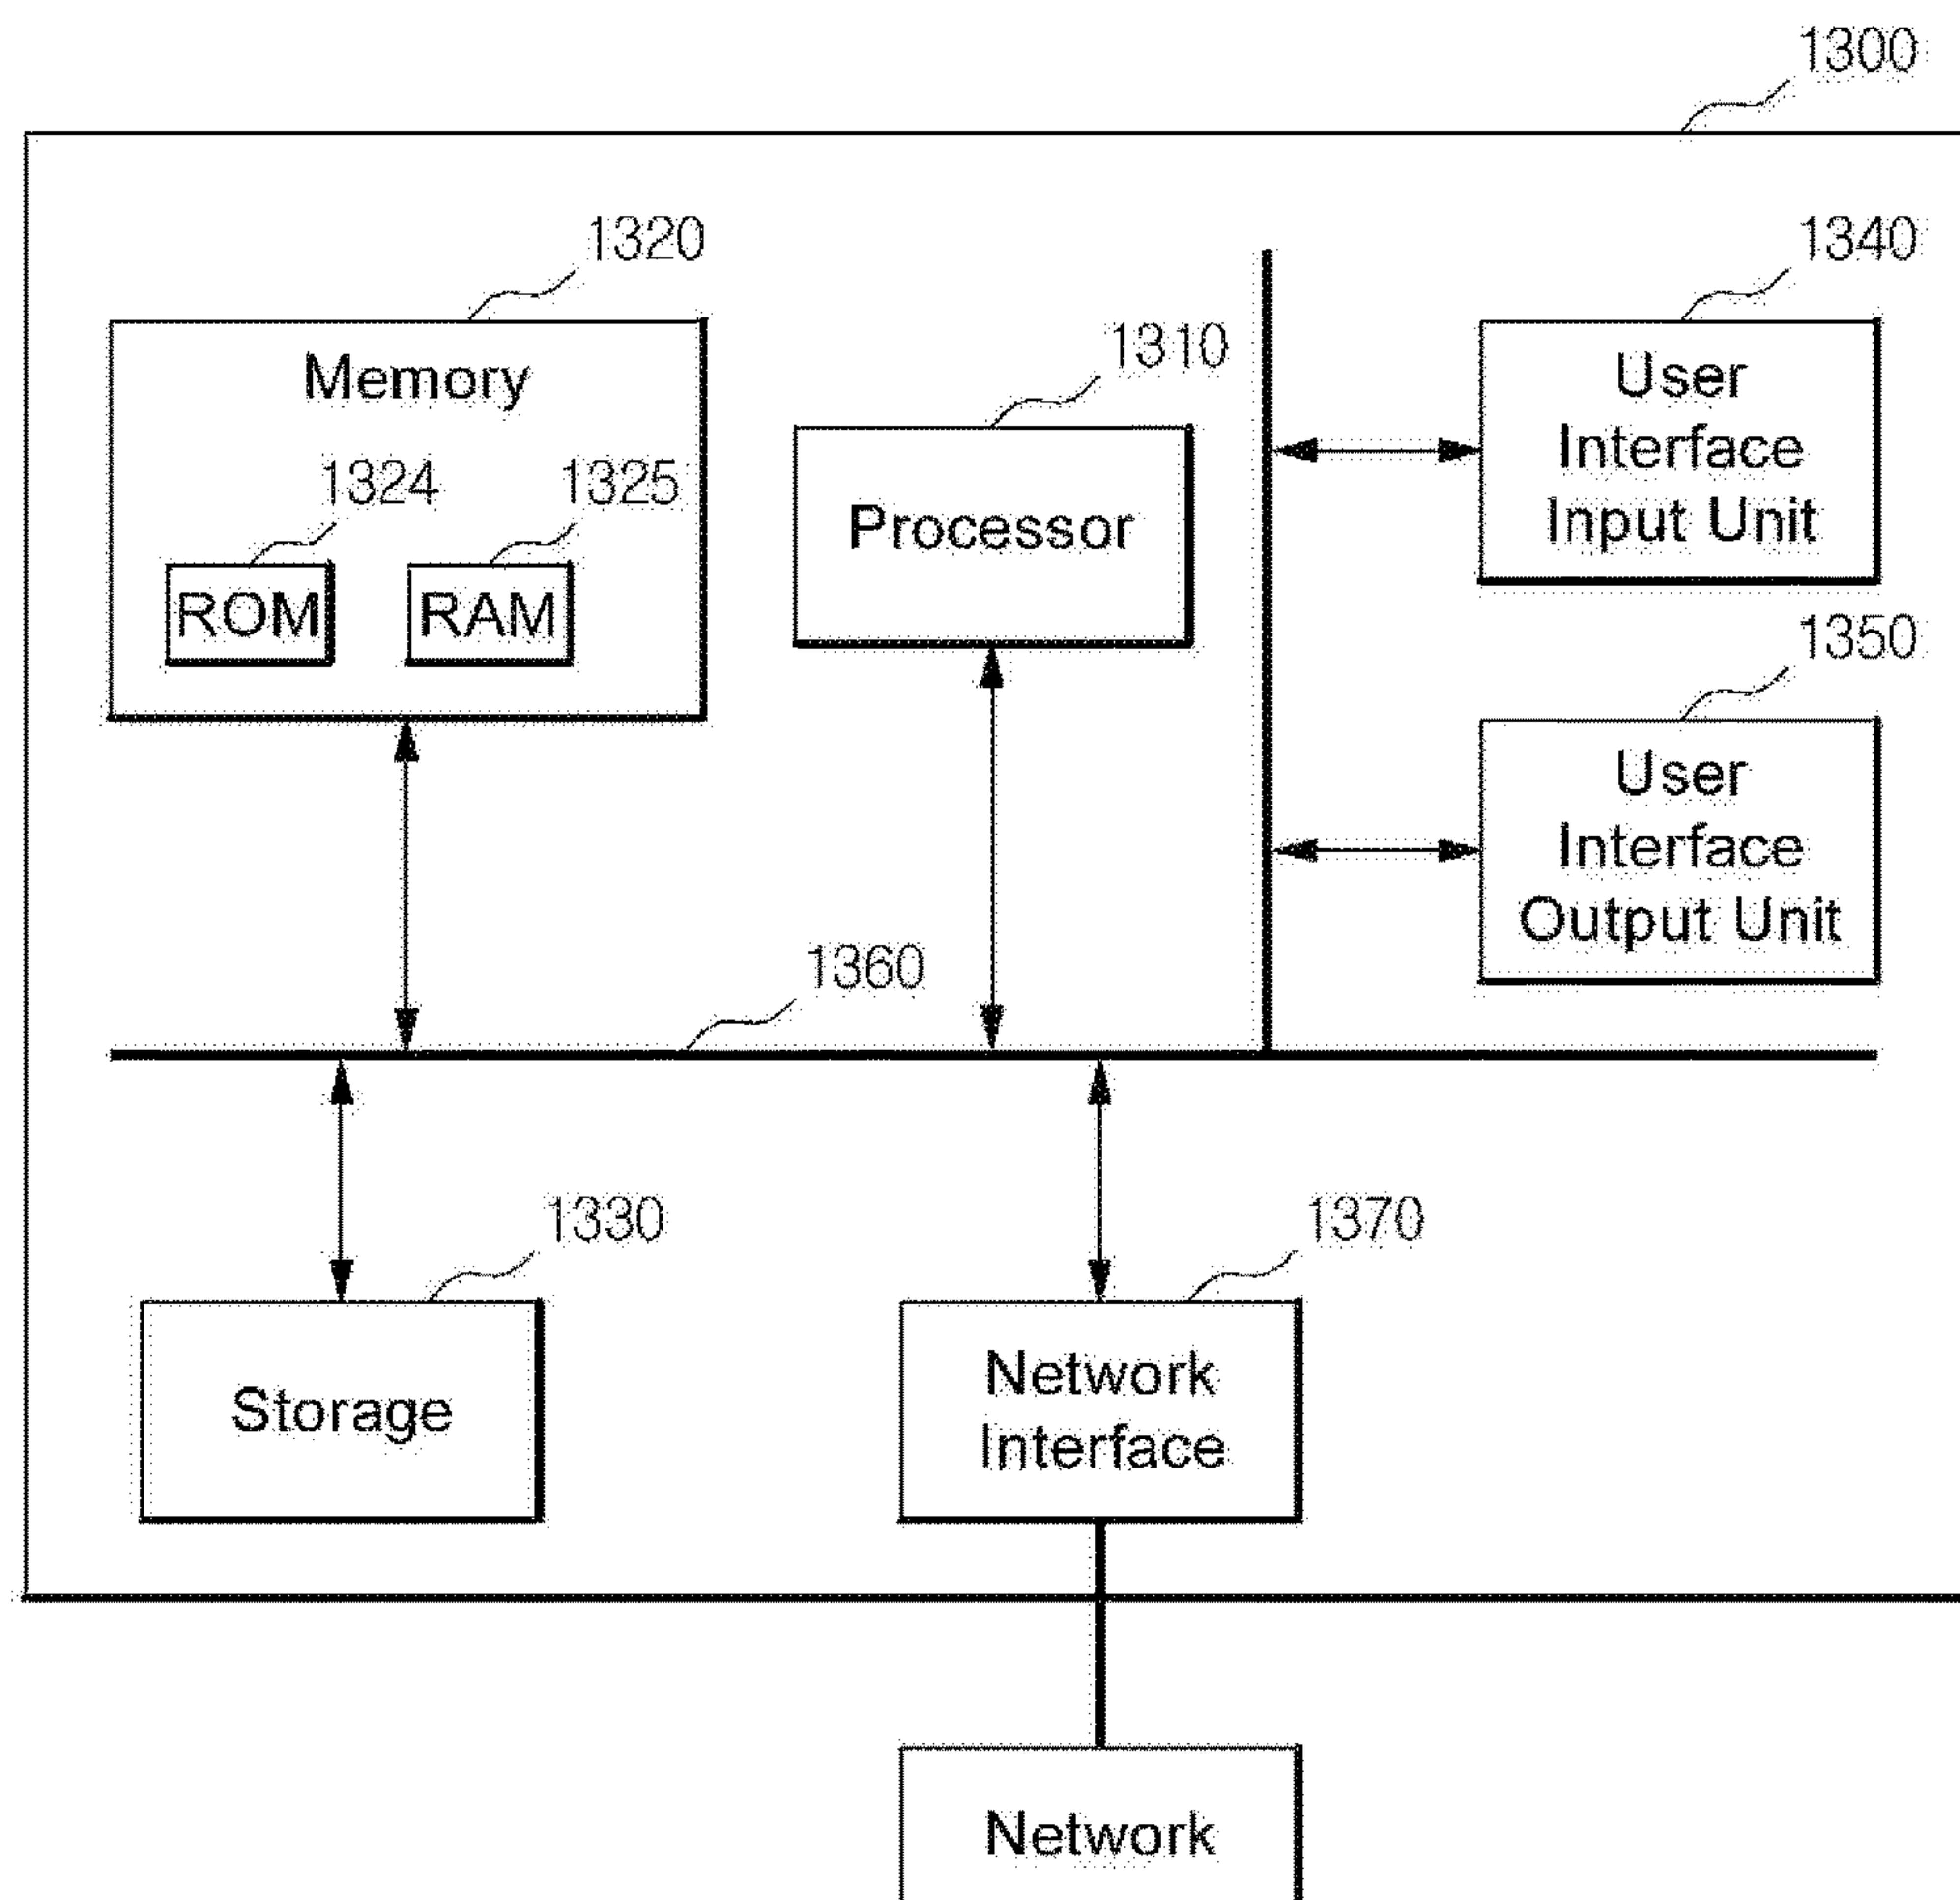 1300
1320
1340
1310
Memory
User
Interface
Input Unit
1324
1325
Processor
ROM
RAM
1350
User
Interface
Output Unit
1360
1330
1370
Storage
Network
Interface
Network